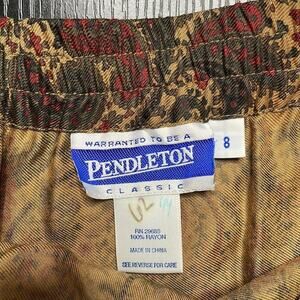 WARRANTED TO BE A
PENDLETON
8
CLASSIC
RN 29685
100% RAYON
MADE IN CHINA
SEE REVERSE FOR CARE